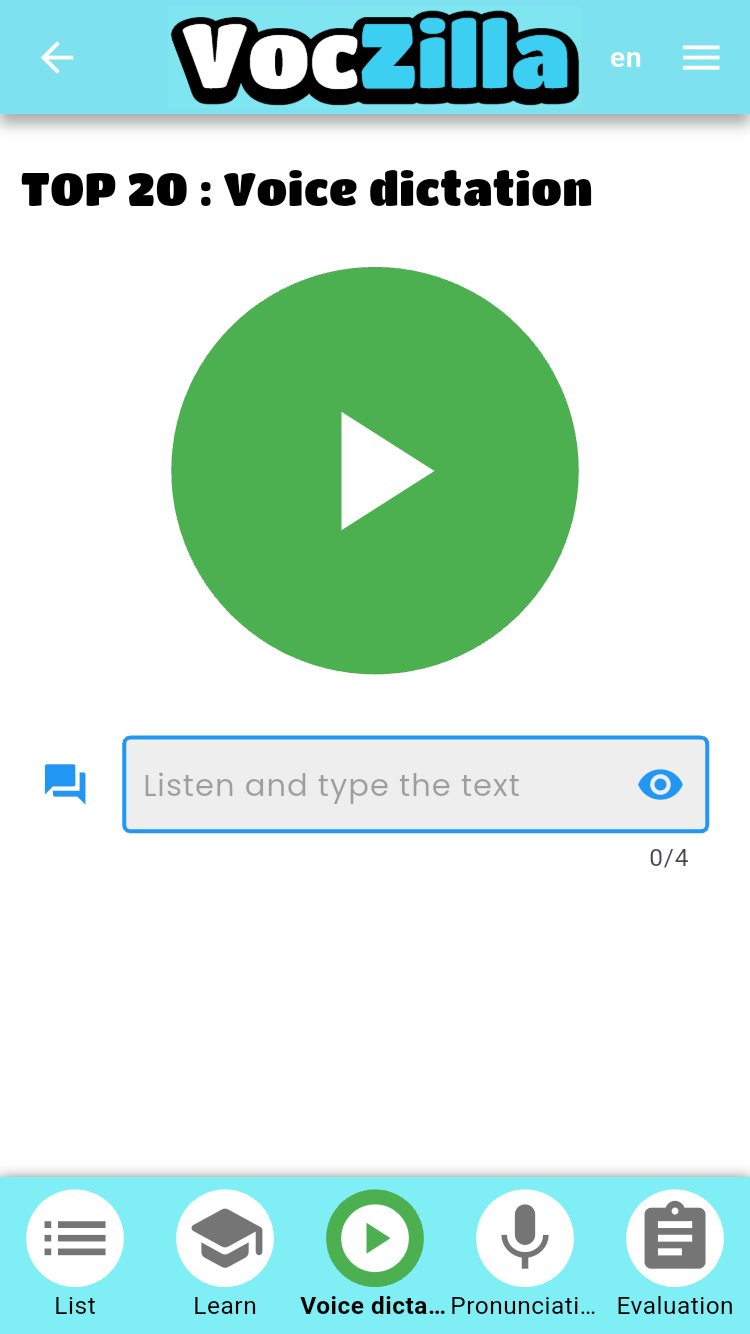 VocZilla
en
TOP 20 : Voice dictation
Listen and type the text
0/4
List
Learn
Voice dicta...
Pronunciati...
Evaluation